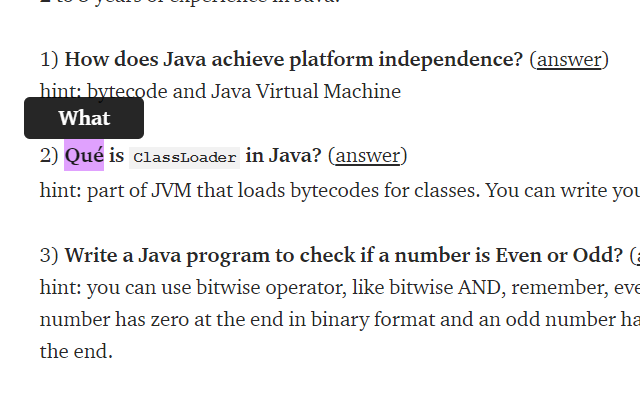 2 to 5 years of experience in Java.
1) How does Java achieve platform independence? (answer)
hint: bytecode and Java Virtual Machine
What
2) Qué is ClassLoader in Java? (answer)
hint: part of JVM that loads bytecodes for classes. You can write you
3) Write a Java program to check if a number is Even or Odd? (a
hint: you can use bitwise operator, like bitwise AND, remember, eve
number has zero at the end in binary format and an odd number ha
the end.